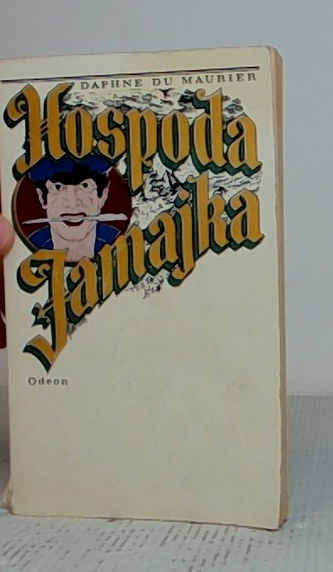 DAPHNE DU MAURIER
Hospoda
Jamajka
Odeon